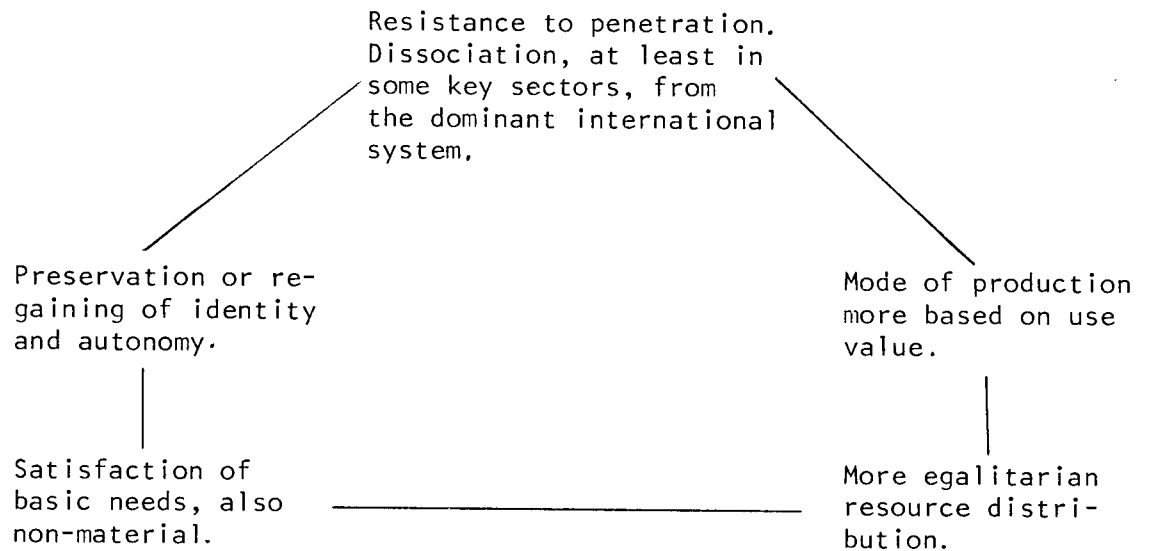 Resistance to penetration.
Dissociation, at least in
some key sectors, from
the dominant international
system.
Preservation or re-
gaining of identity
and autonomy.
Mode of production
more based on use
value.
Satisfaction of
basic needs, also
non-material.
More egalitarian
resource distri-
bution.